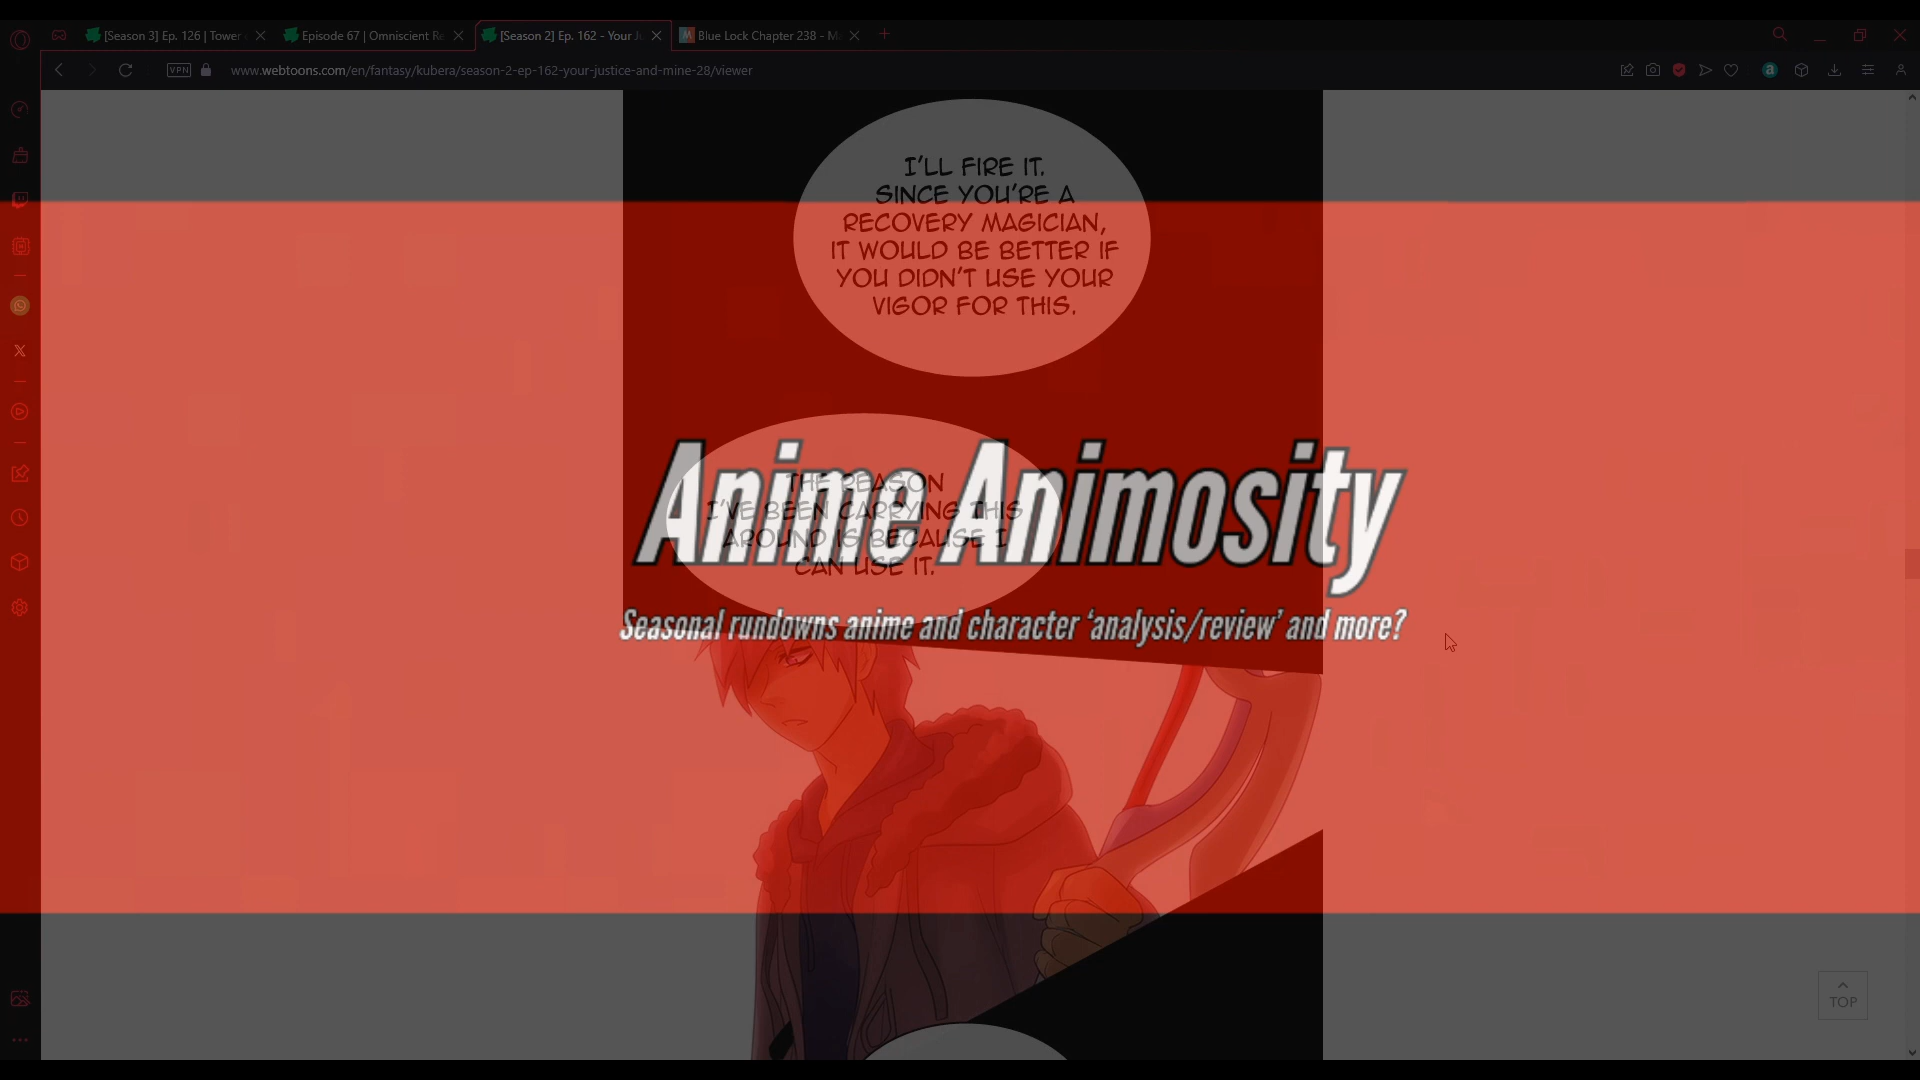 [Season 3] Ep. 126 | Tower
Episode 67 | Omniscient Re
[Season 2] Ep. 162 - Your J
Blue Lock Chapter 238 - M
VPN
www.webtoons.com/en/fantasy/kubera/season-2-ep-162-your-justice-and-mine-28/viewer
I'LL FIRE IT.
SINCE YOU'RE A
RECOVERY MAGICIAN,
IT WOULD BE BETTER IF
YOU DIDN'T USE YOUR
VIGOR FOR THIS.
THE REASON
I'VE BEEN CARRYING THIS
AROUND IS BECAUSE I
CAN USE IT.
Anime Animosity
Seasonal rundowns anime and character 'analysis/review' and more?
TOP